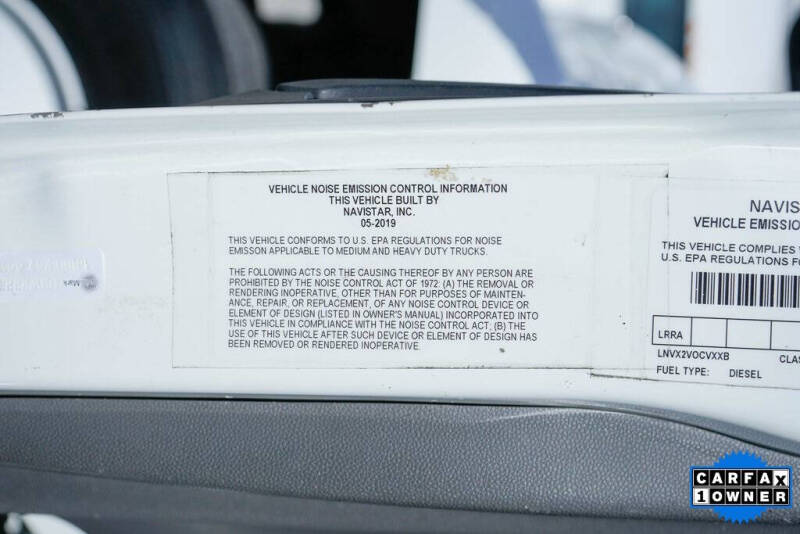 VEHICLE NOISE EMISSION CONTROL INFORMATION
THIS VEHICLE BUILT BY
NAVISTAR, INC.
05-2019
THIS VEHICLE CONFORMS TO U.S. EPA REGULATIONS FOR NOISE
EMISSON APPLICABLE TO MEDIUM AND HEAVY DUTY TRUCKS.
THE FOLLOWING ACTS OR THE CAUSING THEREOF BY ANY PERSON ARE
PROHIBITED BY THE NOISE CONTROL ACT OF 1972: (A) THE REMOVAL OR
RENDERING INOPERATIVE, OTHER THAN FOR PURPOSES OF MAINTEN-
ANCE, REPAIR, OR REPLACEMENT, OF ANY NOISE CONTROL DEVICE OR
ELEMENT OF DESIGN (LISTED IN OWNER'S MANUAL) INCORPORATED INTO
THIS VEHICLE IN COMPLIANCE WITH THE NOISE CONTROL ACT; (B) THE
USE OF THIS VEHICLE AFTER SUCH DEVICE OR ELEMENT OF DESIGN HAS
BEEN REMOVED OR RENDERED INOPERATIVE.
NAVIS
VEHICLE EMISSION
THIS VEHICLE COMPLIES
U.S. EPA REGULATIONS FO
LRRA
LNVX2VOCVXXB CLAS
FUEL TYPE: DIESEL
CARFAX
1 OWNER